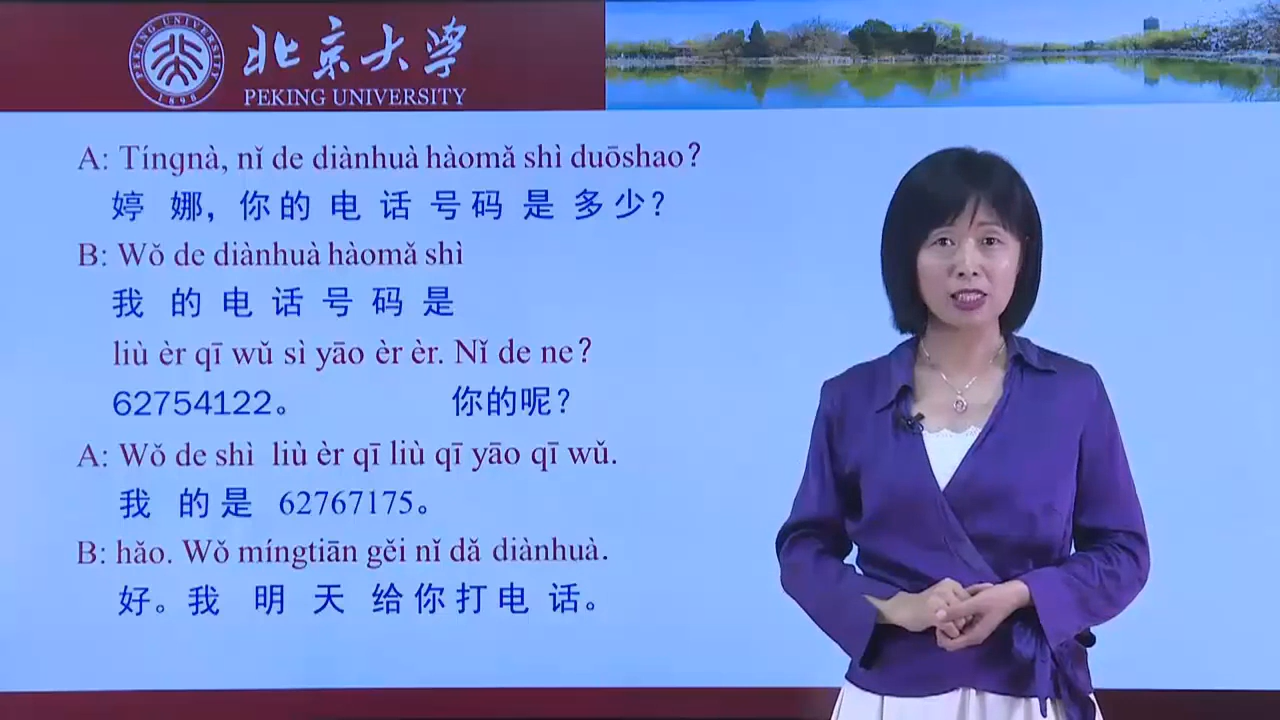 PEKING UNIVERSITY
1898
北京大学
PEKING UNIVERSITY
A: Tíngnà, nǐ de diànhuà hàomǎ shì duōshao?
婷 娜，你的 电 话 号码 是 多少？
B: Wǒ de diànhuà hàomǎ shì
我 的 电 话 号 码 是
liù èr qī wǔ sì yāo èr èr. Nǐ de ne?
62754122。 你的呢？
A: Wǒ de shì liù èr qī liù qī yāo qī wǔ.
我 的是 62767175。
B: hǎo. Wǒ míngtiān gěi nǐ dǎ diànhuà.
好。我 明 天 给你打电 话。